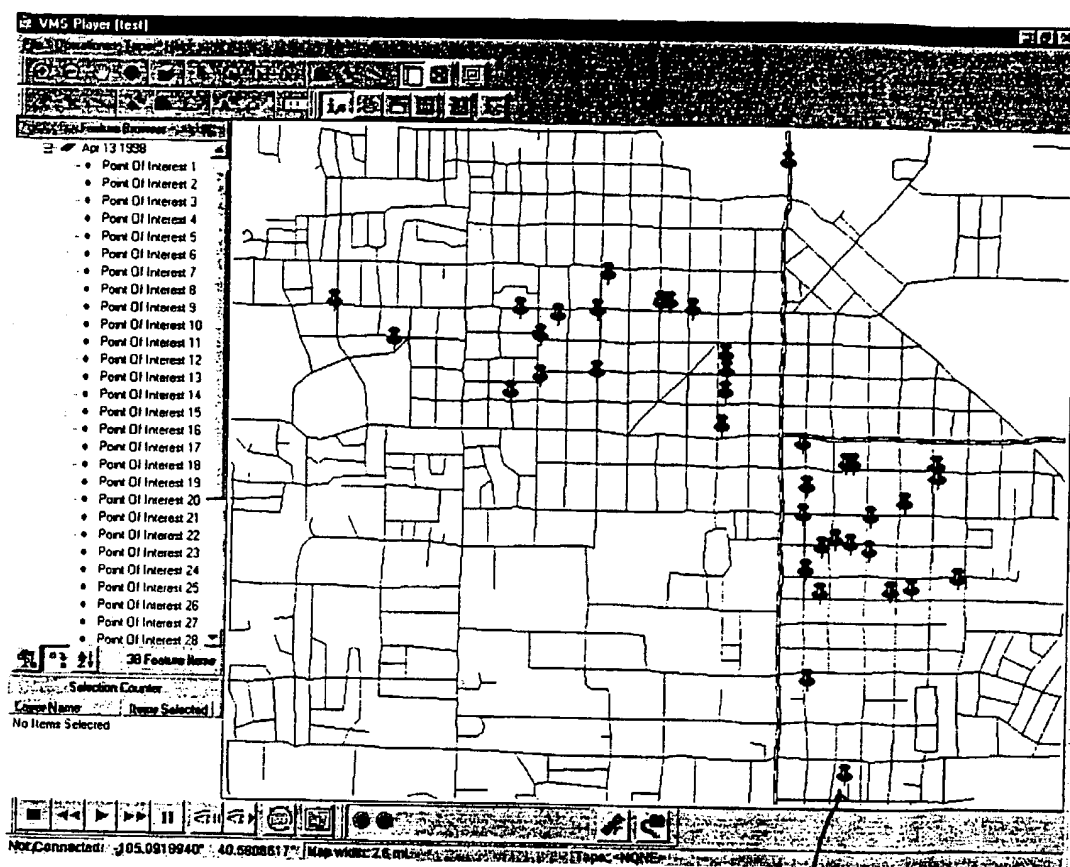 VMS Player [test]
Feature Browser
Apr 13 1998
Point Of Interest 1
Point Of Interest 2
Point Of Interest 3
Point Of Interest 4
Point Of Interest 5
Point Of Interest 6
Point Of Interest 7
Point Of Interest 8
Point Of Interest 9
Point Of Interest 10
Point Of Interest 11
Point Of Interest 12
Point Of Interest 13
Point Of Interest 14
Point Of Interest 15
Point Of Interest 16
Point Of Interest 17
Point Of Interest 18
Point Of Interest 19
Point Of Interest 20
Point Of Interest 21
Point Of Interest 22
Point Of Interest 23
Point Of Interest 24
Point Of Interest 25
Point Of Interest 26
Point Of Interest 27
Point Of Interest 28
38 Feature Items
Selection Counter
Layer Name Items Selected
No Items Selected
Not Connected -105.0919940° 40.5808617° Map width: 2.6 mi Tape: <NONE>